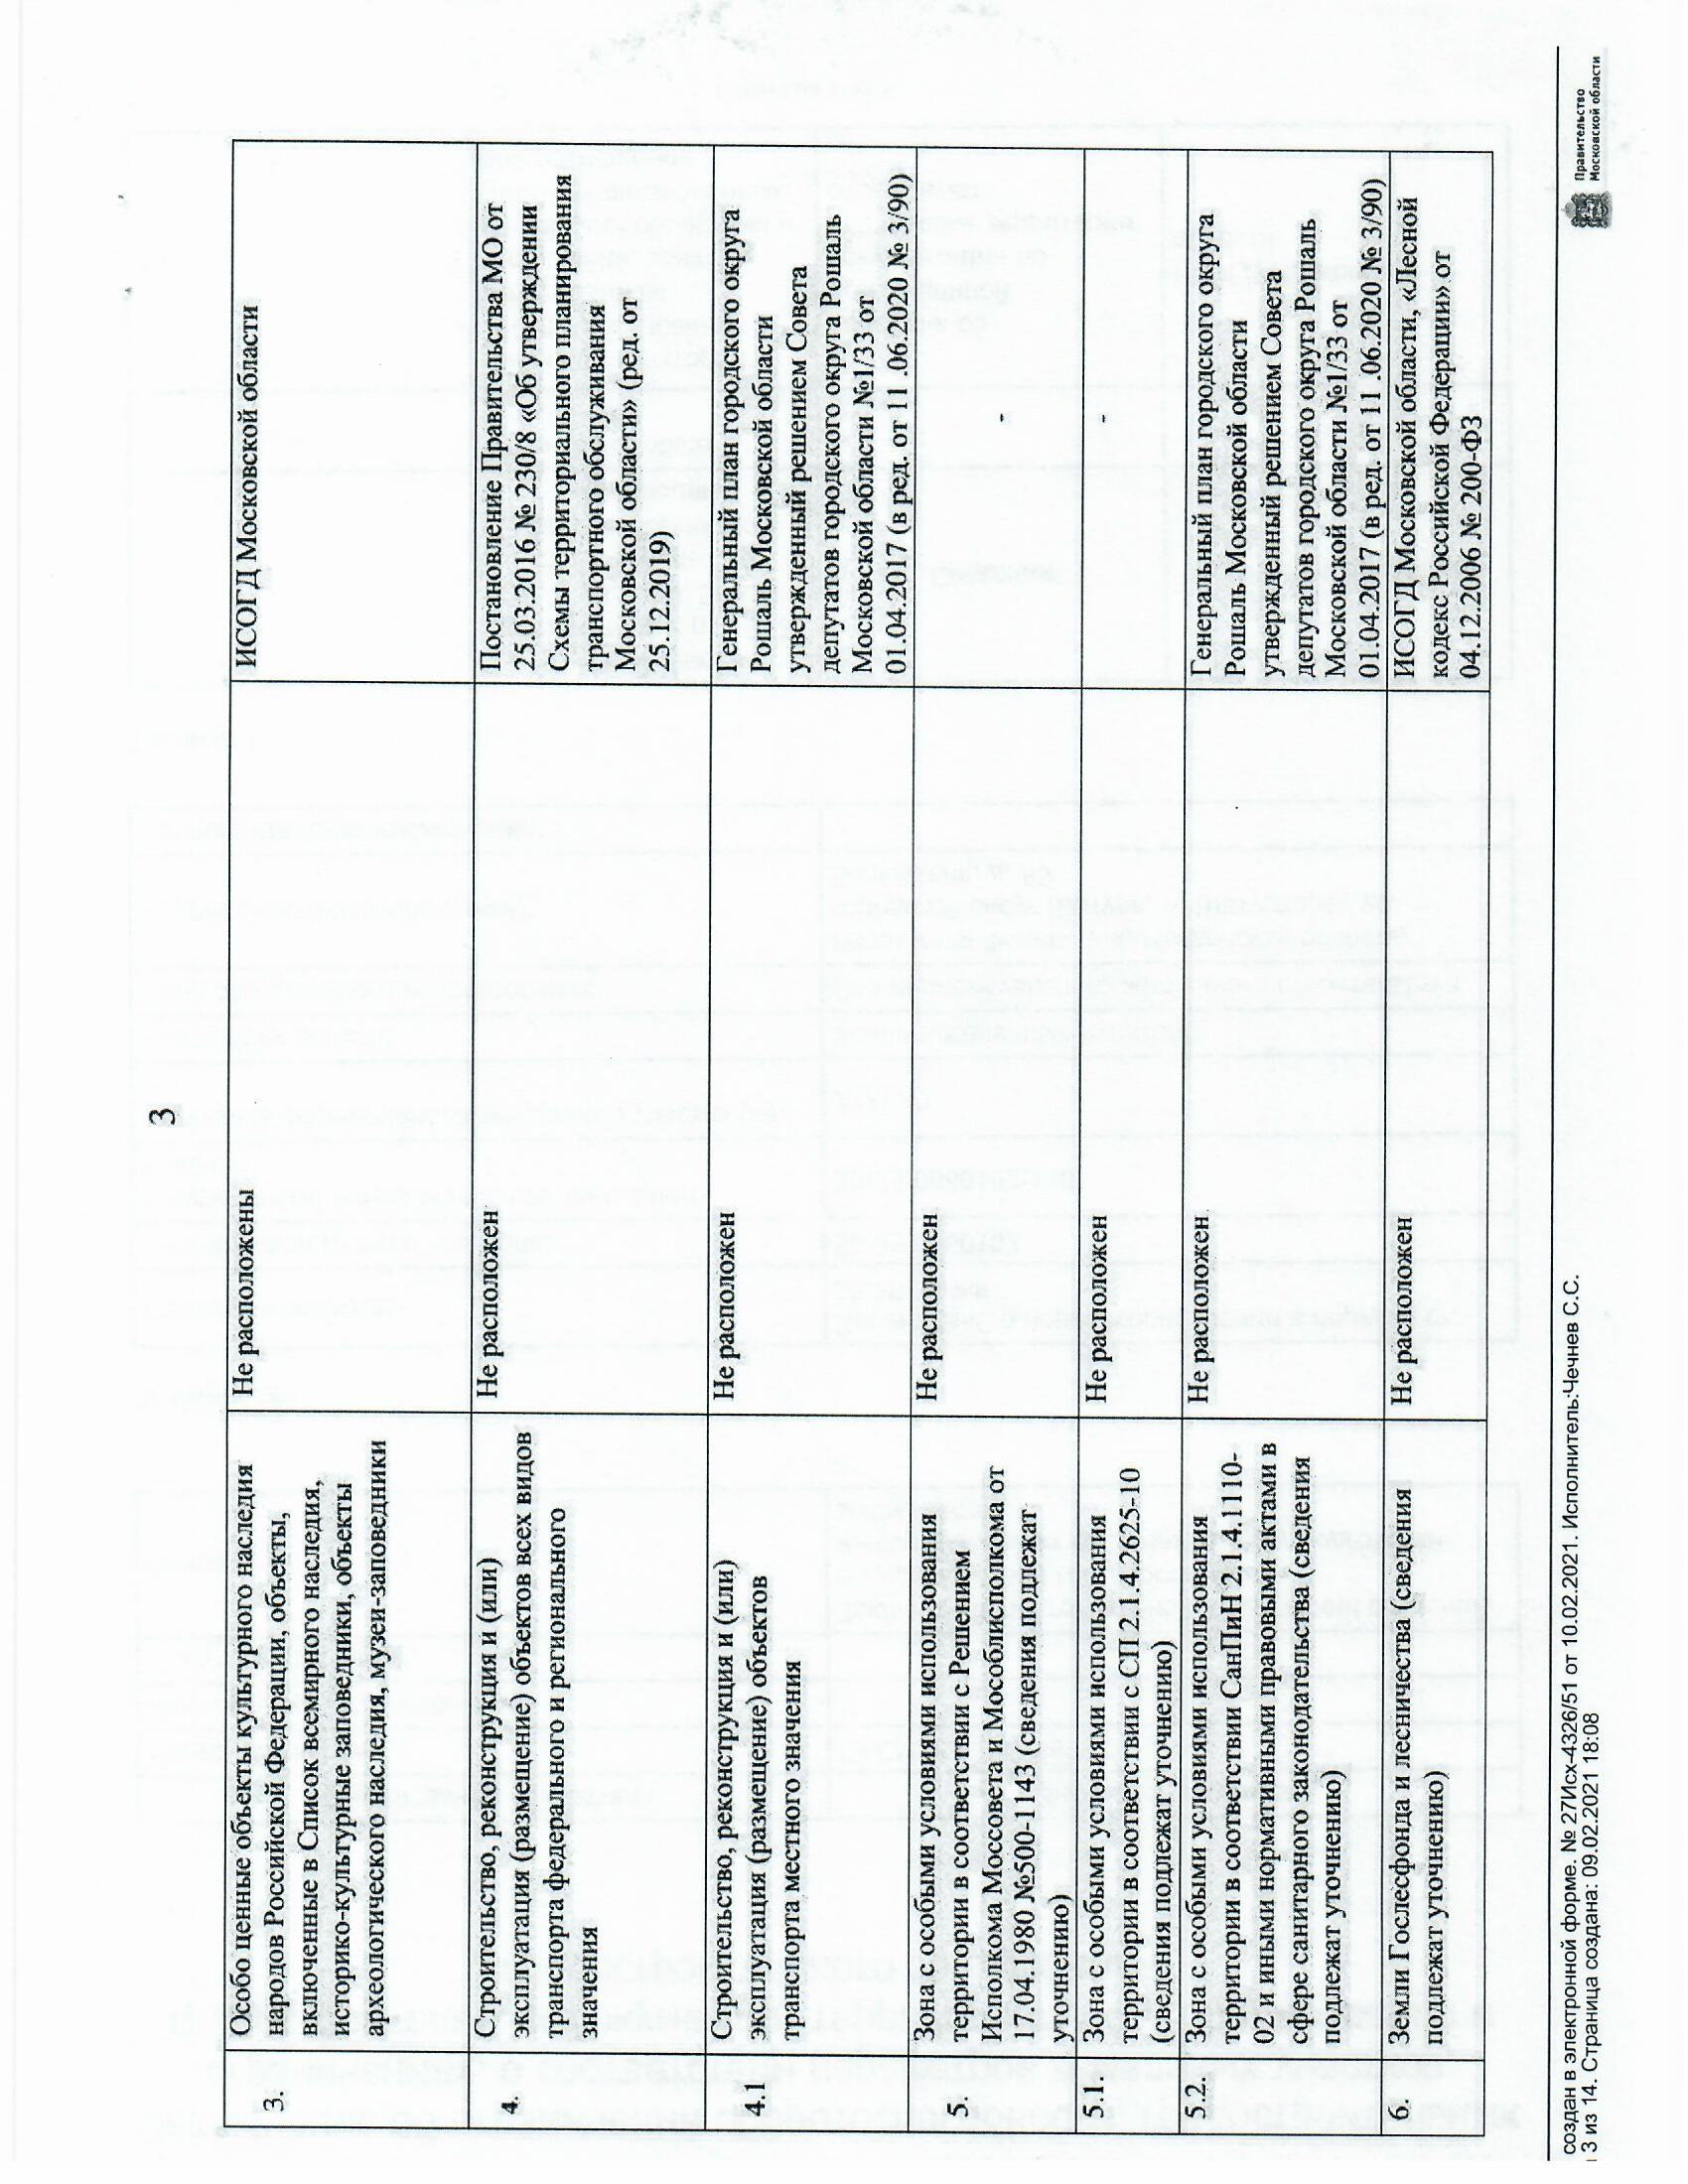 3
3.
Особо ценные объекты культурного наследия
народов Российской Федерации, объекты,
включенные в Список всемирного наследия,
историко-культурные заповедники, объекты
археологического наследия, музеи-заповедники
Не расположены
ИСОГД Московской области
4.
Строительство, реконструкция и (или)
эксплуатация (размещение) объектов всех видов
транспорта федерального и регионального
значения
Не расположен
Постановление Правительства МО от
25.03.2016 № 230/8 «Об утверждении
Схемы территориального планирования
транспортного обслуживания
Московской области» (ред. от
25.12.2019)
4.1
Строительство, реконструкция и (или)
эксплуатация (размещение) объектов
транспорта местного значения
Не расположен
Генеральный план городского округа
Рошаль Московской области
утвержденный решением Совета
депутатов городского округа Рошаль
Московской области №1/33 от
01.04.2017 (в ред. от 11 .06.2020 № 3/90)
5.
Зона с особыми условиями использования
территории в соответствии с Решением
Исполкома Моссовета и Мособлисполкома от
17.04.1980 №500-1143 (сведения подлежат
уточнению)
Не расположен
-
5.1.
Зона с особыми условиями использования
территории в соответствии с СП 2.1.4.2625-10
(сведения подлежат уточнению)
Не расположен
-
5.2.
Зона с особыми условиями использования
территории в соответствии СанПиН 2.1.4.1110-
02 и иными нормативными правовыми актами в
сфере санитарного законодательства (сведения
подлежат уточнению)
Не расположен
Генеральный план городского округа
Рошаль Московской области
утвержденный решением Совета
депутатов городского округа Рошаль
Московской области №1/33 от
01.04.2017 (в ред. от 11 .06.2020 № 3/90)
6.
Земли Гослесфонда и лесничества (сведения
подлежат уточнению)
Не расположен
ИСОГД Московской области, «Лесной
кодекс Российской Федерации» от
04.12.2006 № 200-ФЗ
создан в электронной форме. № 27Исх-4326/51 от 10.02.2021. Исполнитель:Чечнев С.С.
3 из 14. Страница создана: 09.02.2021 18:08
Правительство
Московской области